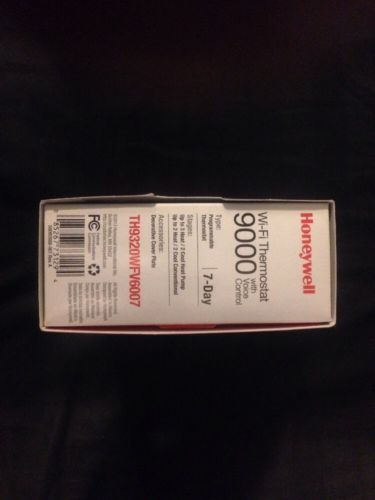 Honeywell
Wi-Fi Thermostat
9000
with
Voice
Control
Type:
Programmable
Thermostat
7-Day
Stages:
Up to 3 Heat / 2 Cool Heat Pump
Up to 2 Heat / 2 Cool Conventional
Accessories:
Decorative Cover Plate
TH9320WFV6007
FC